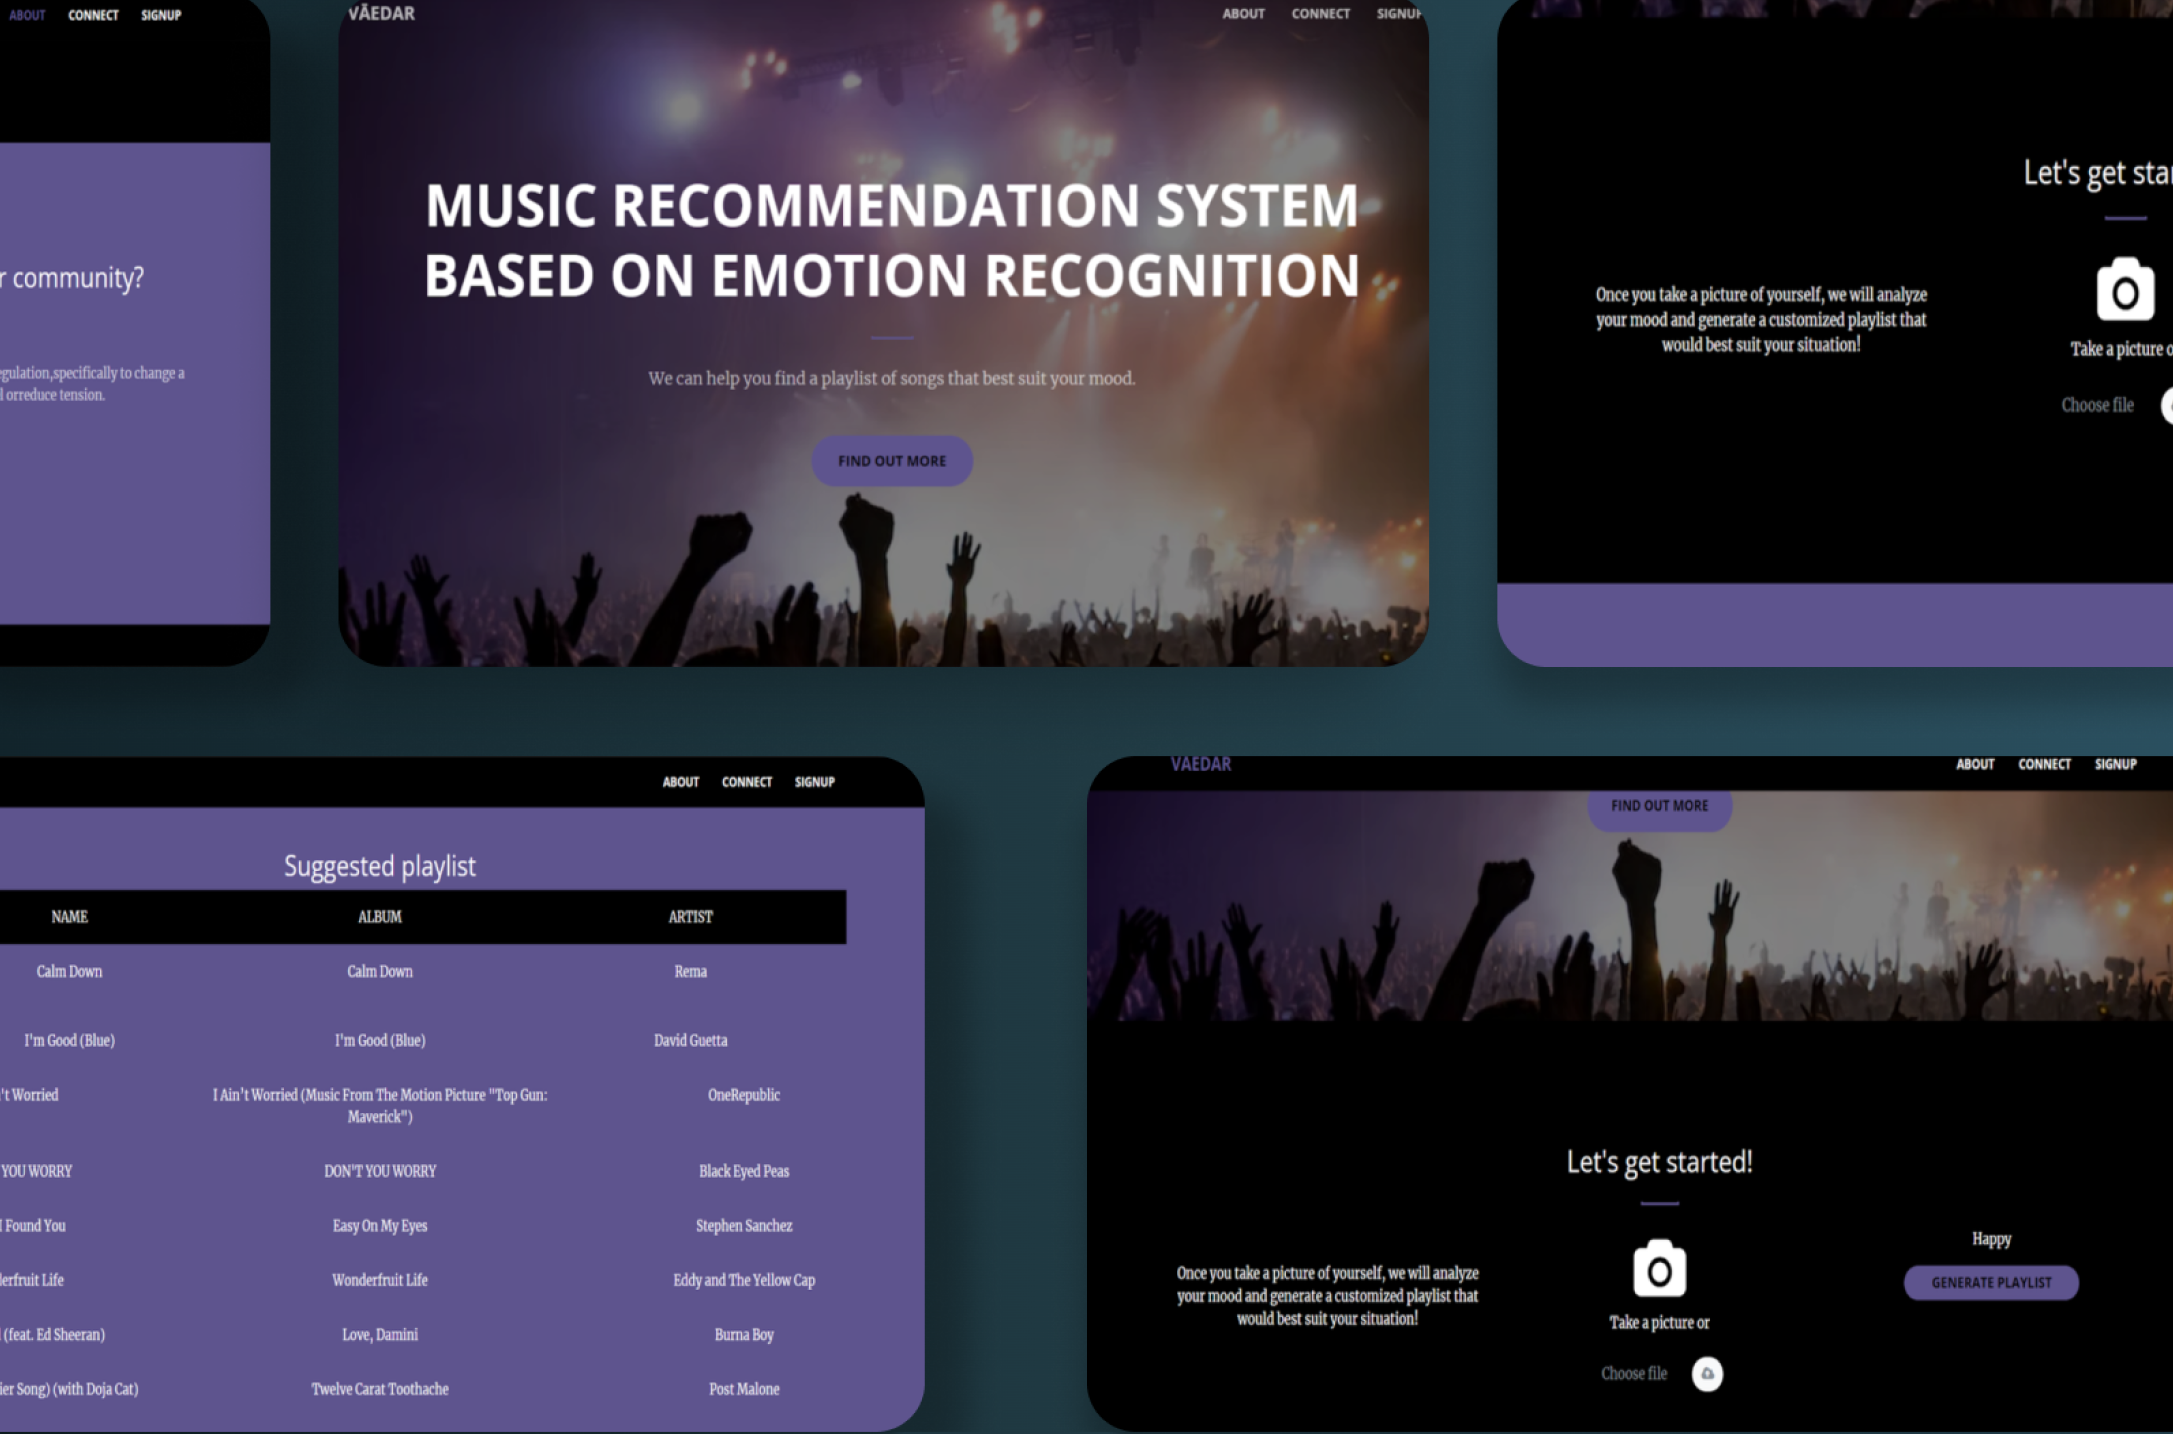 ABOUT CONNECT SIGNUP
community?
specifically to change a
orreduce tension.
VÄEDAR
ABOUT CONNECT
MUSIC RECOMMENDATION SYSTEM
BASED ON EMOTION RECOGNITION
We can help you find a playlist of songs that best suit your mood.
FIND OUT MORE
Let's get
Once you take a picture of yourself, we will analyze
your mood and generate a customized playlist that
would best suit your situation!
Take a picture
Choose file
ABOUT CONNECT SIGNUP
Suggested playlist
NAME ALBUM ARTIST
Calm Down Calm Down Rema
I'm Good (Blue) I'm Good (Blue) David Guetta
Worried I Ain't Worried (Music From The Motion Picture "Top Gun: OneRepublic
Maverick")
YOU WORRY DON'T YOU WORRY Black Eyed Peas
Found You Easy On My Eyes Stephen Sanchez
Life Wonderfruit Life Eddy and The Yellow Cap
(feat. Ed Sheeran) Love, Damini Burna Boy
Song) (with Doja Cat) Twelve Carat Toothache Post Malone
VAEDAR
ABOUT CONNECT SIGNUP
FIND OUT MORE
Let's get started!
Once you take a picture of yourself, we will analyze
your mood and generate a customized playlist that
would best suit your situation!
Take a picture or
Choose file
Happy
GENERATE PLAYLIST